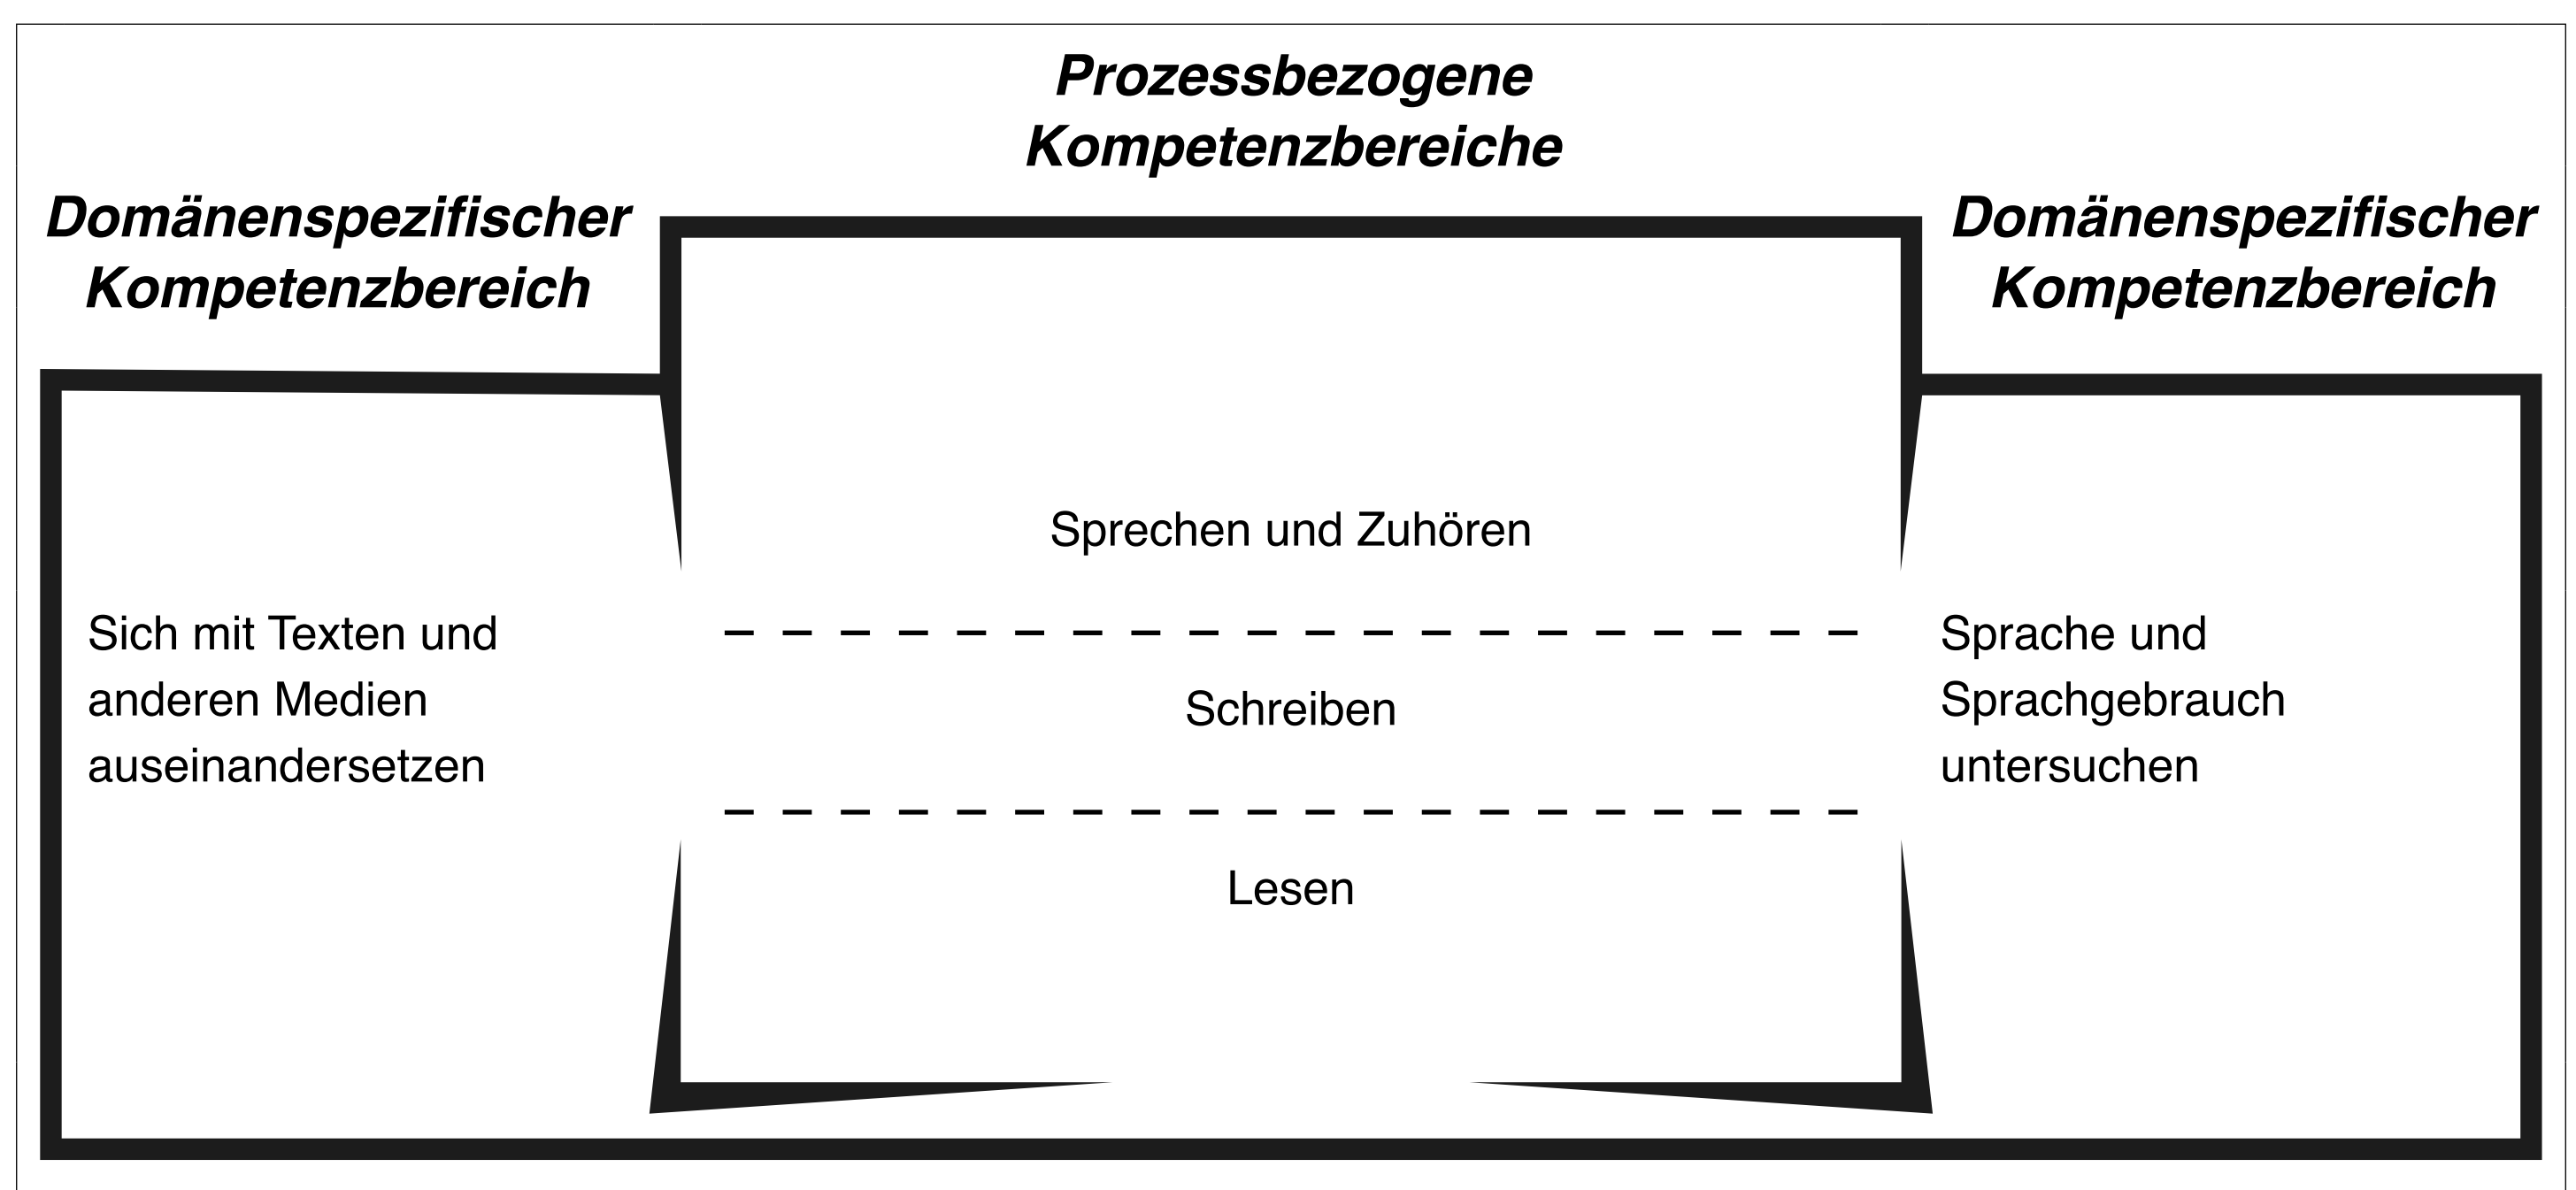 Prozessbezogene
Kompetenzbereiche
Domänenspezifischer
Kompetenzbereich
Domänenspezifischer
Kompetenzbereich
Sich mit Texten und
anderen Medien
auseinandersetzen
Sprechen und Zuhören
Schreiben
Lesen
Sprache und
Sprachgebrauch
untersuchen